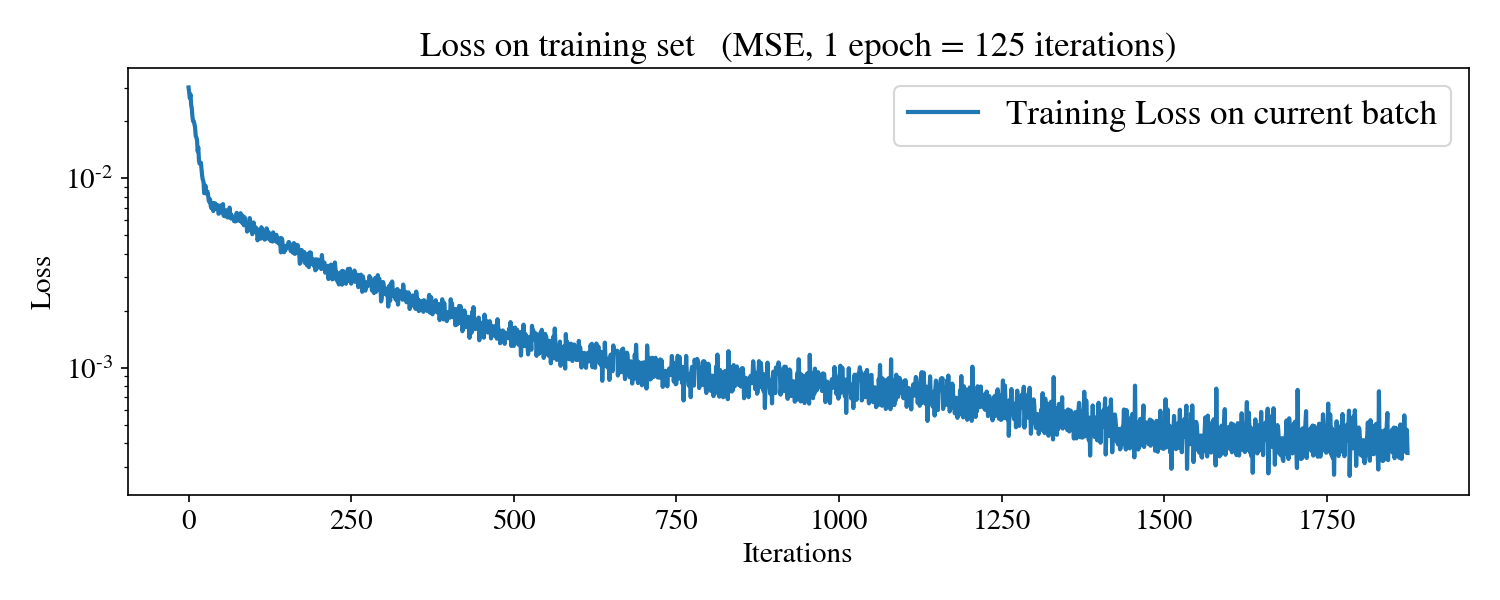 Loss on training set (MSE, 1 epoch = 125 iterations)
Training Loss on current batch
Loss
10-2
10-3
0 250 500 750 1000 1250 1500 1750
Iterations